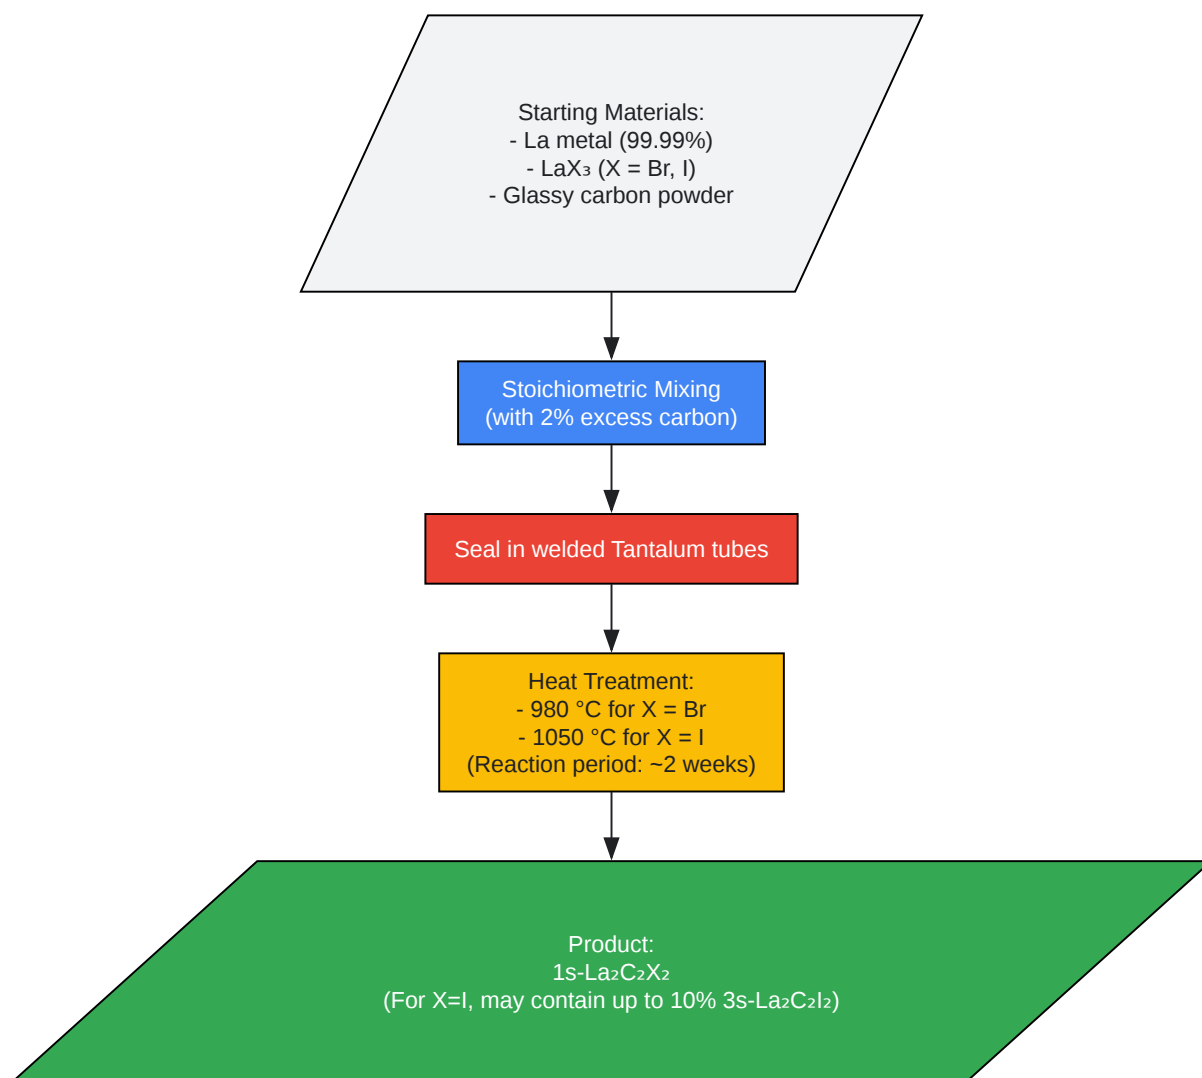 Starting Materials:
- La metal (99.99%)
- LaX₃ (X = Br, I)
- Glassy carbon powder
Stoichiometric Mixing
(with 2% excess carbon)
Seal in welded Tantalum tubes
Heat Treatment:
- 980 °C for X = Br
- 1050 °C for X = I
(Reaction period: ~2 weeks)
Product:
1s-La₂C₂X₂
(For X=I, may contain up to 10% 3s-La₂C₂I₂)